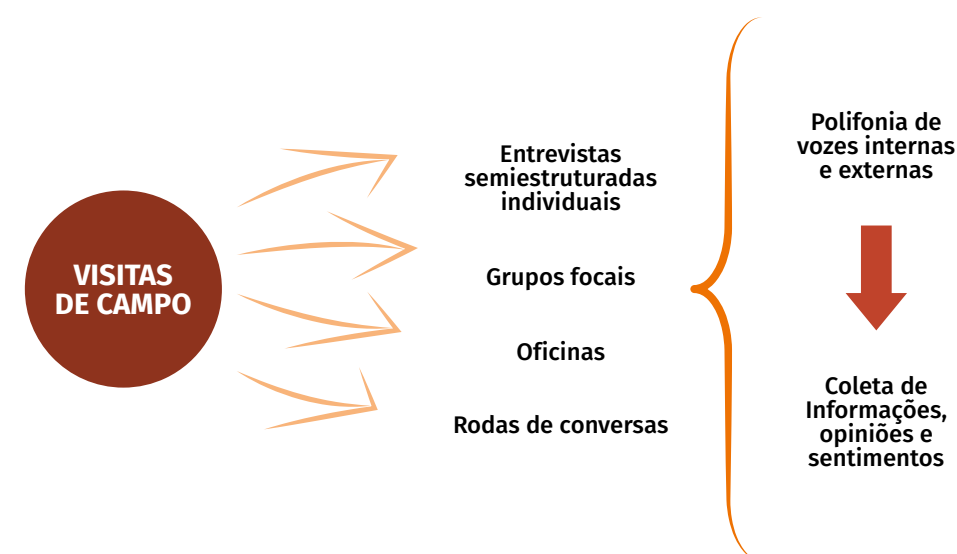 VISITAS
DE CAMPO
Entrevistas
semiestruturadas
individuais
Grupos focais
Oficinas
Rodas de conversas
Polifonia de
vozes internas
e externas
Coleta de
Informações,
opiniões e
sentimentos